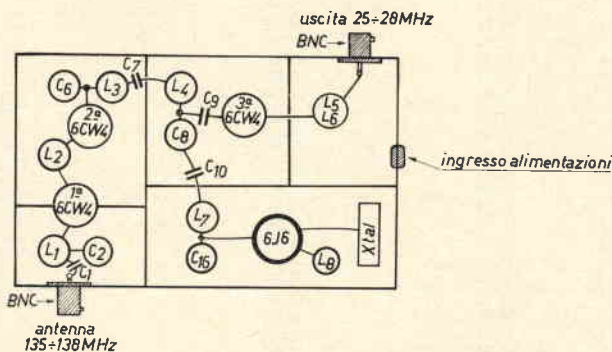 uscita 25÷28MHz
BNC
C7
C6
L3
L4
C9
3ª
6CW4
L5
L6
2ª
6CW4
C8
L2
C10
ingresso alimentazioni
1ª
6CW4
L7
6J6
Xtal
L1
C2
C1
C16
L8
BNC
antenna
135÷138MHz